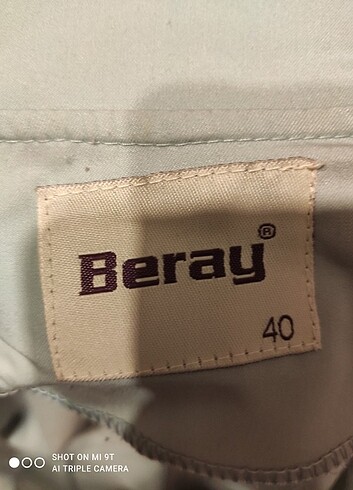 Beray®
40
SHOT ON MI 9T
AI TRIPLE CAMERA